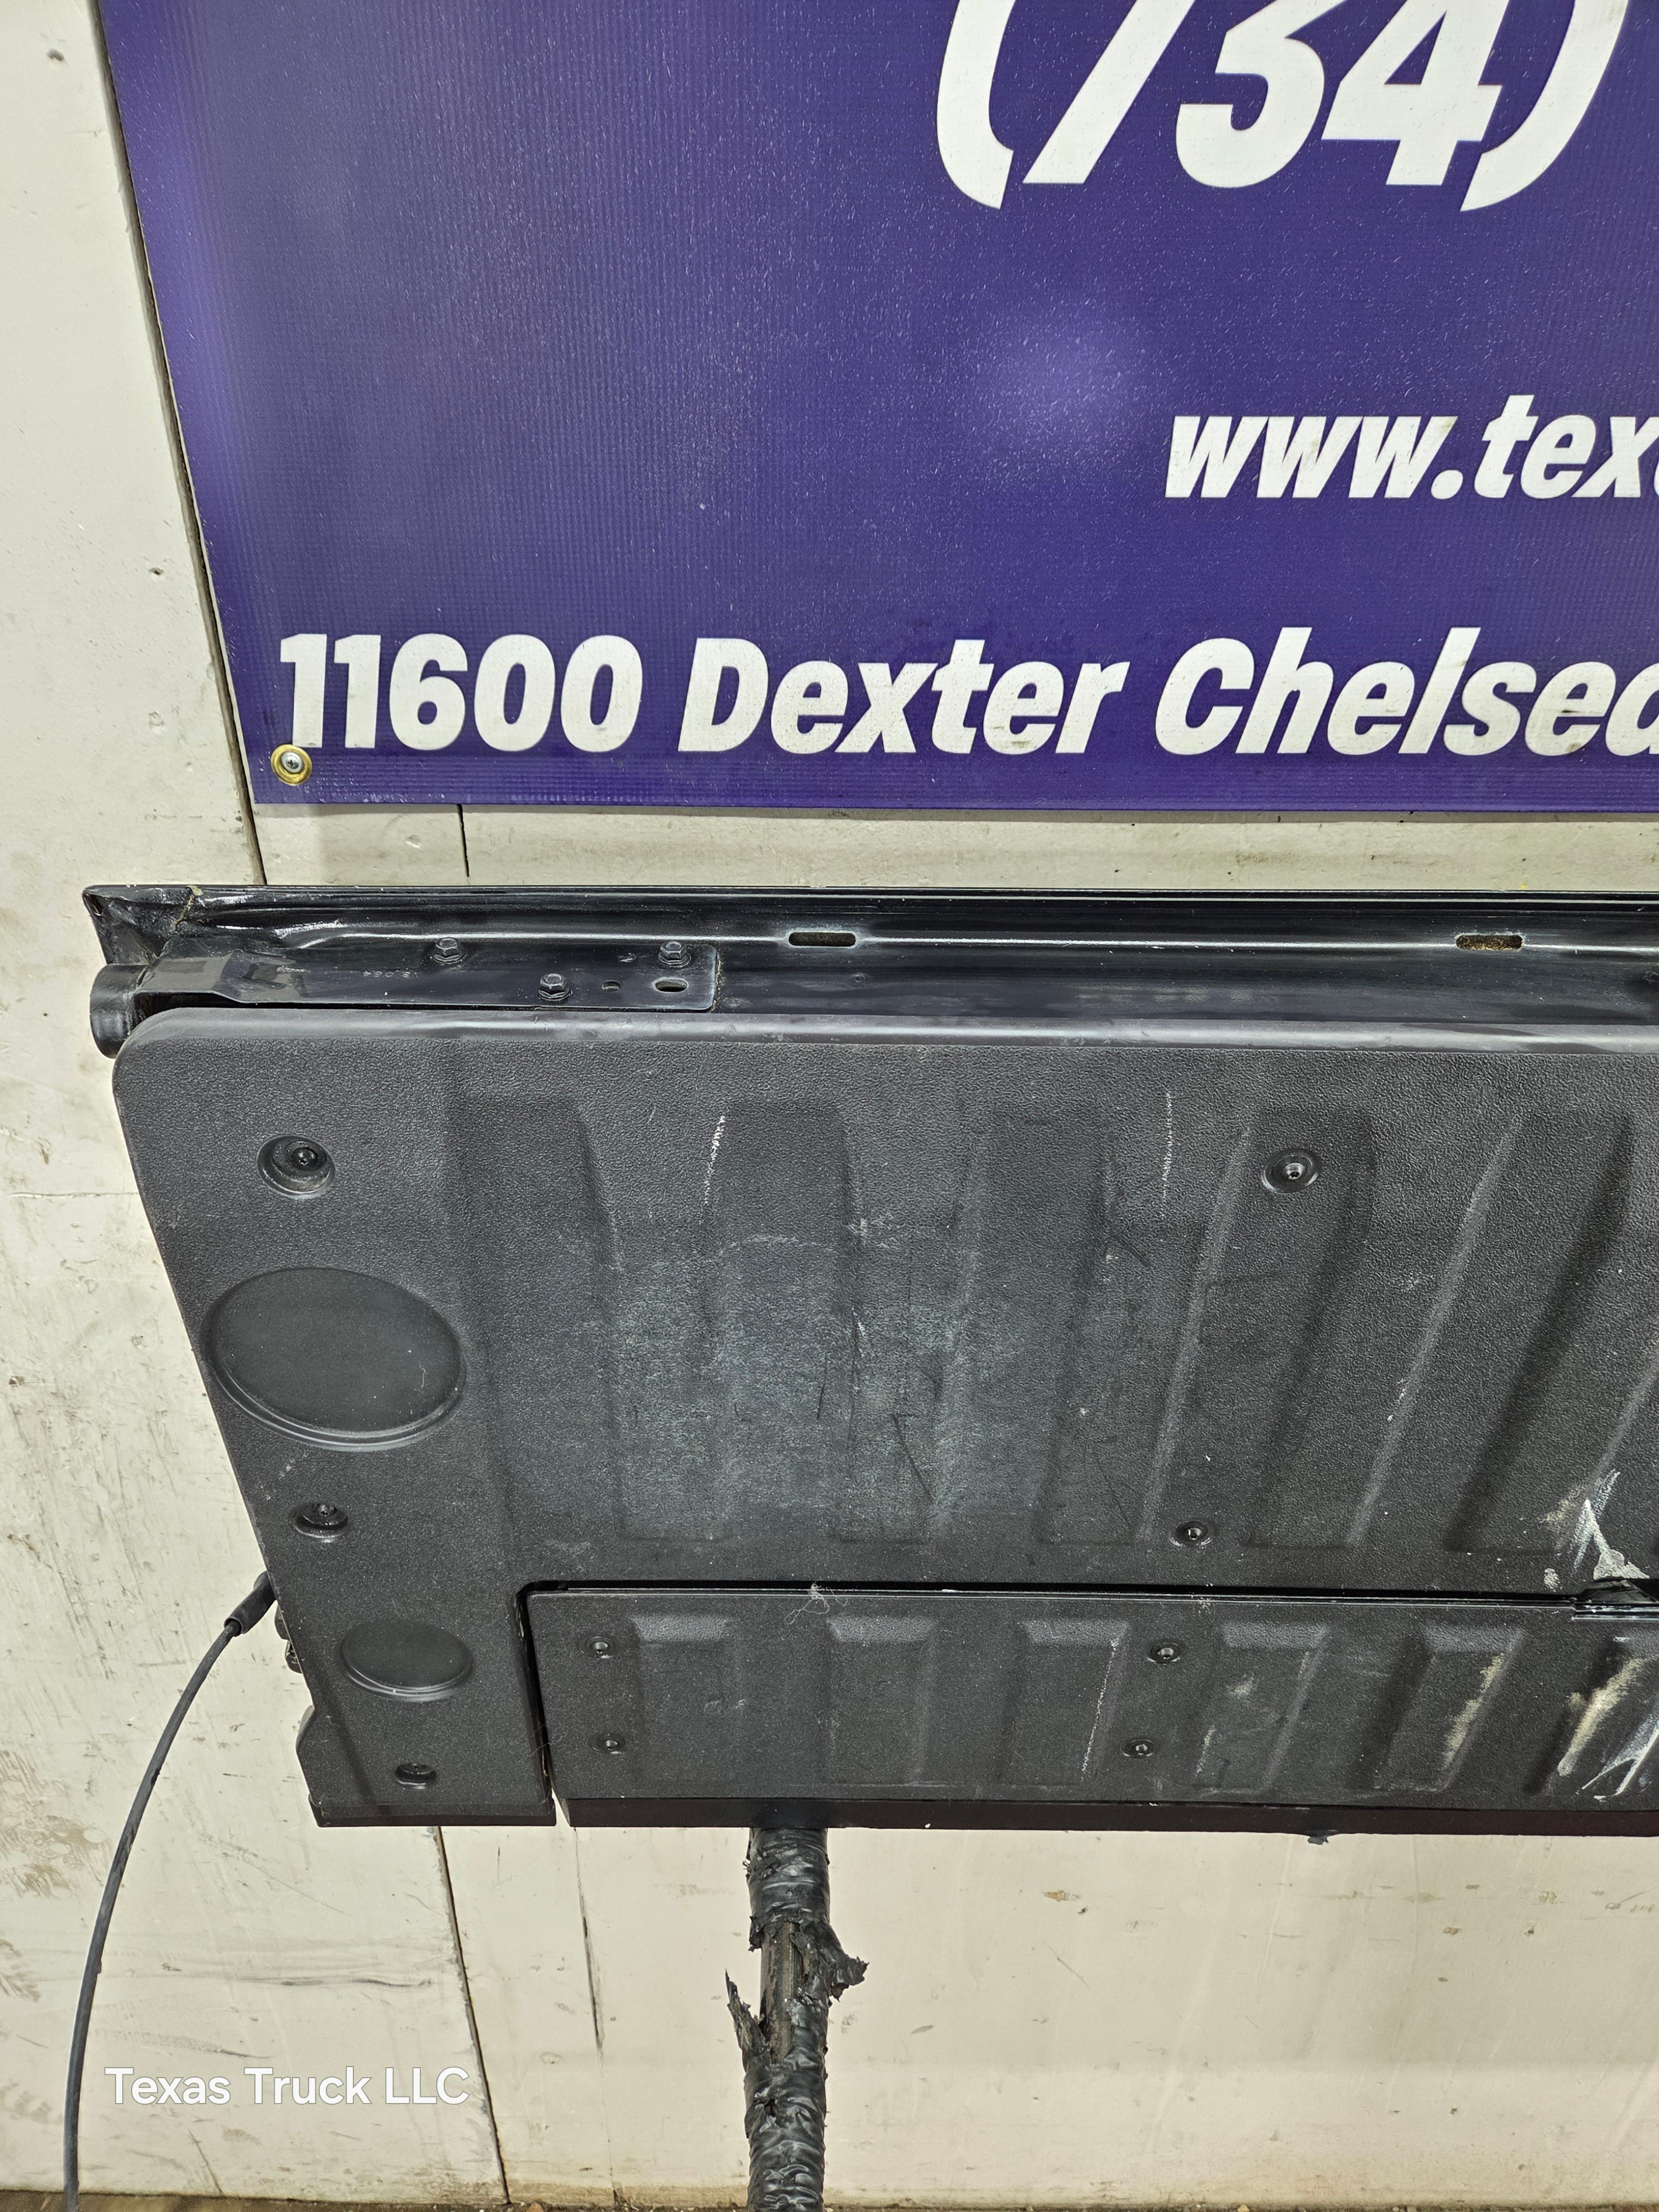 (734)
www.tex
11600 Dexter Chelsea
Texas Truck LLC